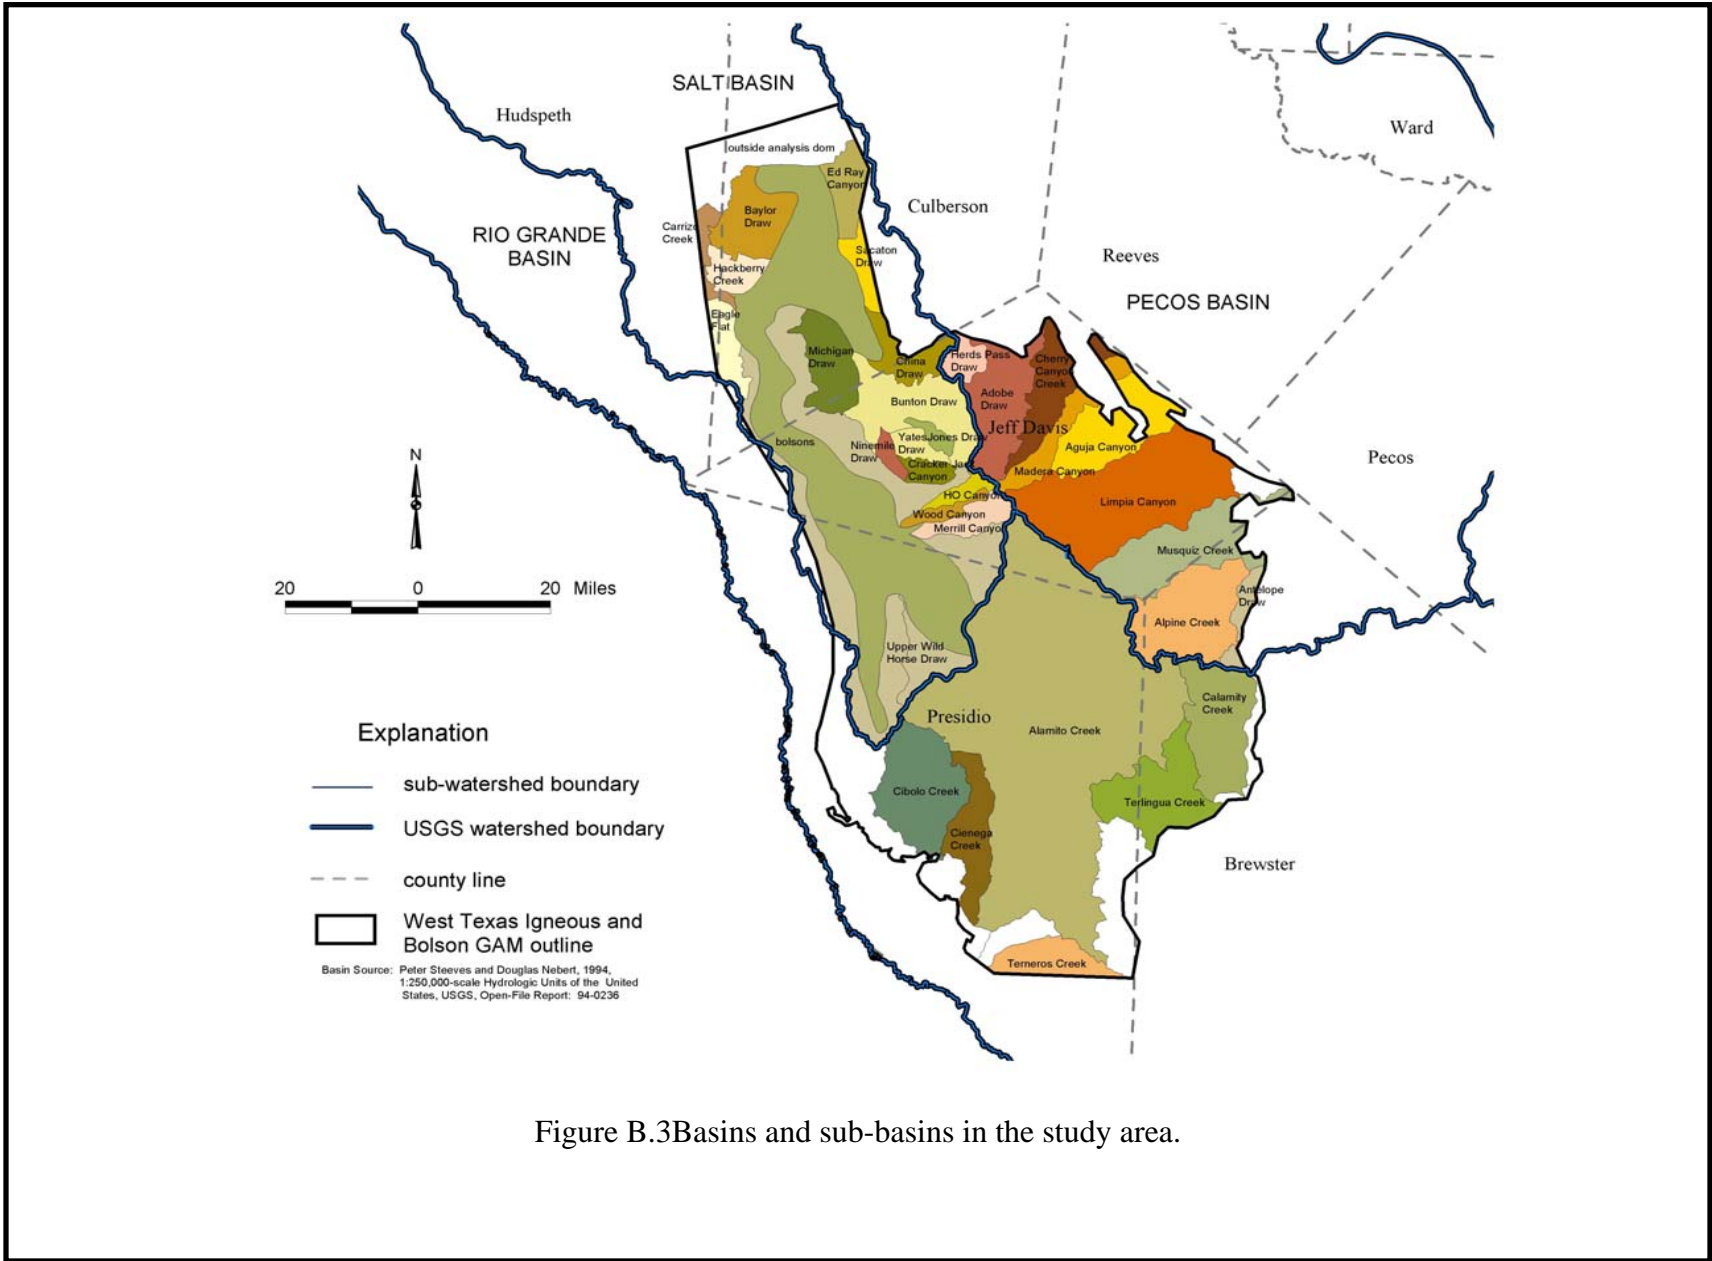 SALT BASIN
Hudspeth
Ward
outside analysis dom
Ed Ray
Canyon
Culberson
Baylor
Draw
Carrizo
Creek
RIO GRANDE
BASIN
Sacaton
Draw
Reeves
Hackberry
Creek
PECOS BASIN
Eagle
Flat
Michigan
Draw
China
Draw
Herds Pass
Draw
Cherry
Canyon
Creek
Adobe
Draw
Bunton Draw
Jeff Davis
bolsons
Ninemile
Draw
Yates
Draw
Jones Draw
Aguja Canyon
Pecos
N
Cracker Jack
Canyon
Madera Canyon
HO Canyon
Limpia Canyon
Wood Canyon
Merrill Canyon
Musquiz Creek
20 0 20 Miles
Antelope
Draw
Alpine Creek
Upper Wild
Horse Draw
Calamity
Creek
Presidio
Alamito Creek
Explanation
sub-watershed boundary
Cibolo Creek
Terlingua Creek
USGS watershed boundary
Cienega
Creek
Brewster
county line
West Texas Igneous and
Bolson GAM outline
Terneros Creek
Basin Source: Peter Steeves and Douglas Nebert, 1994,
1:250,000-scale Hydrologic Units of the United
States, USGS, Open-File Report: 94-0236
Figure B.3Basins and sub-basins in the study area.